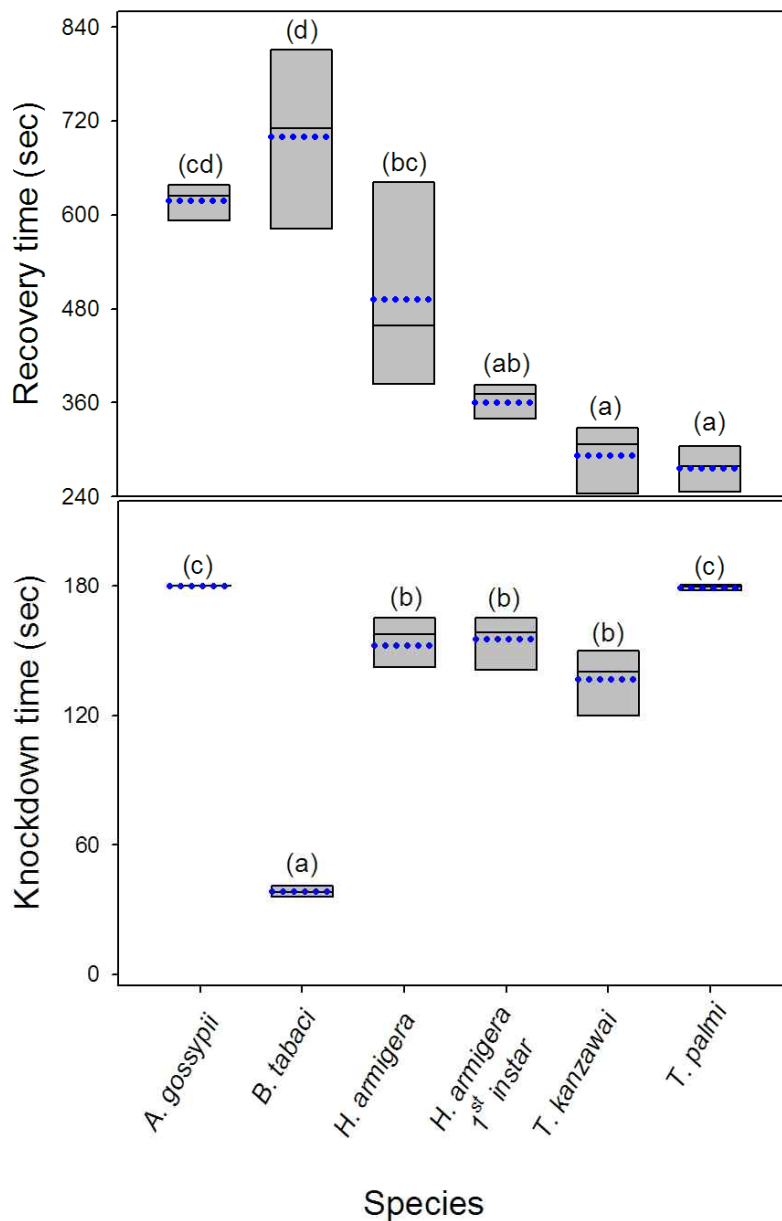 840
720
600
480
360
240
Recovery time (sec)
(cd)
(d)
(bc)
(ab)
(a)
(a)
180
120
60
0
Knockdown time (sec)
(c)
(a)
(b)
(b)
(b)
(c)
A. gossypii
B. tabaci
H. armigera
H. armigera
1st instar
T. kanzawai
T. palmi
Species